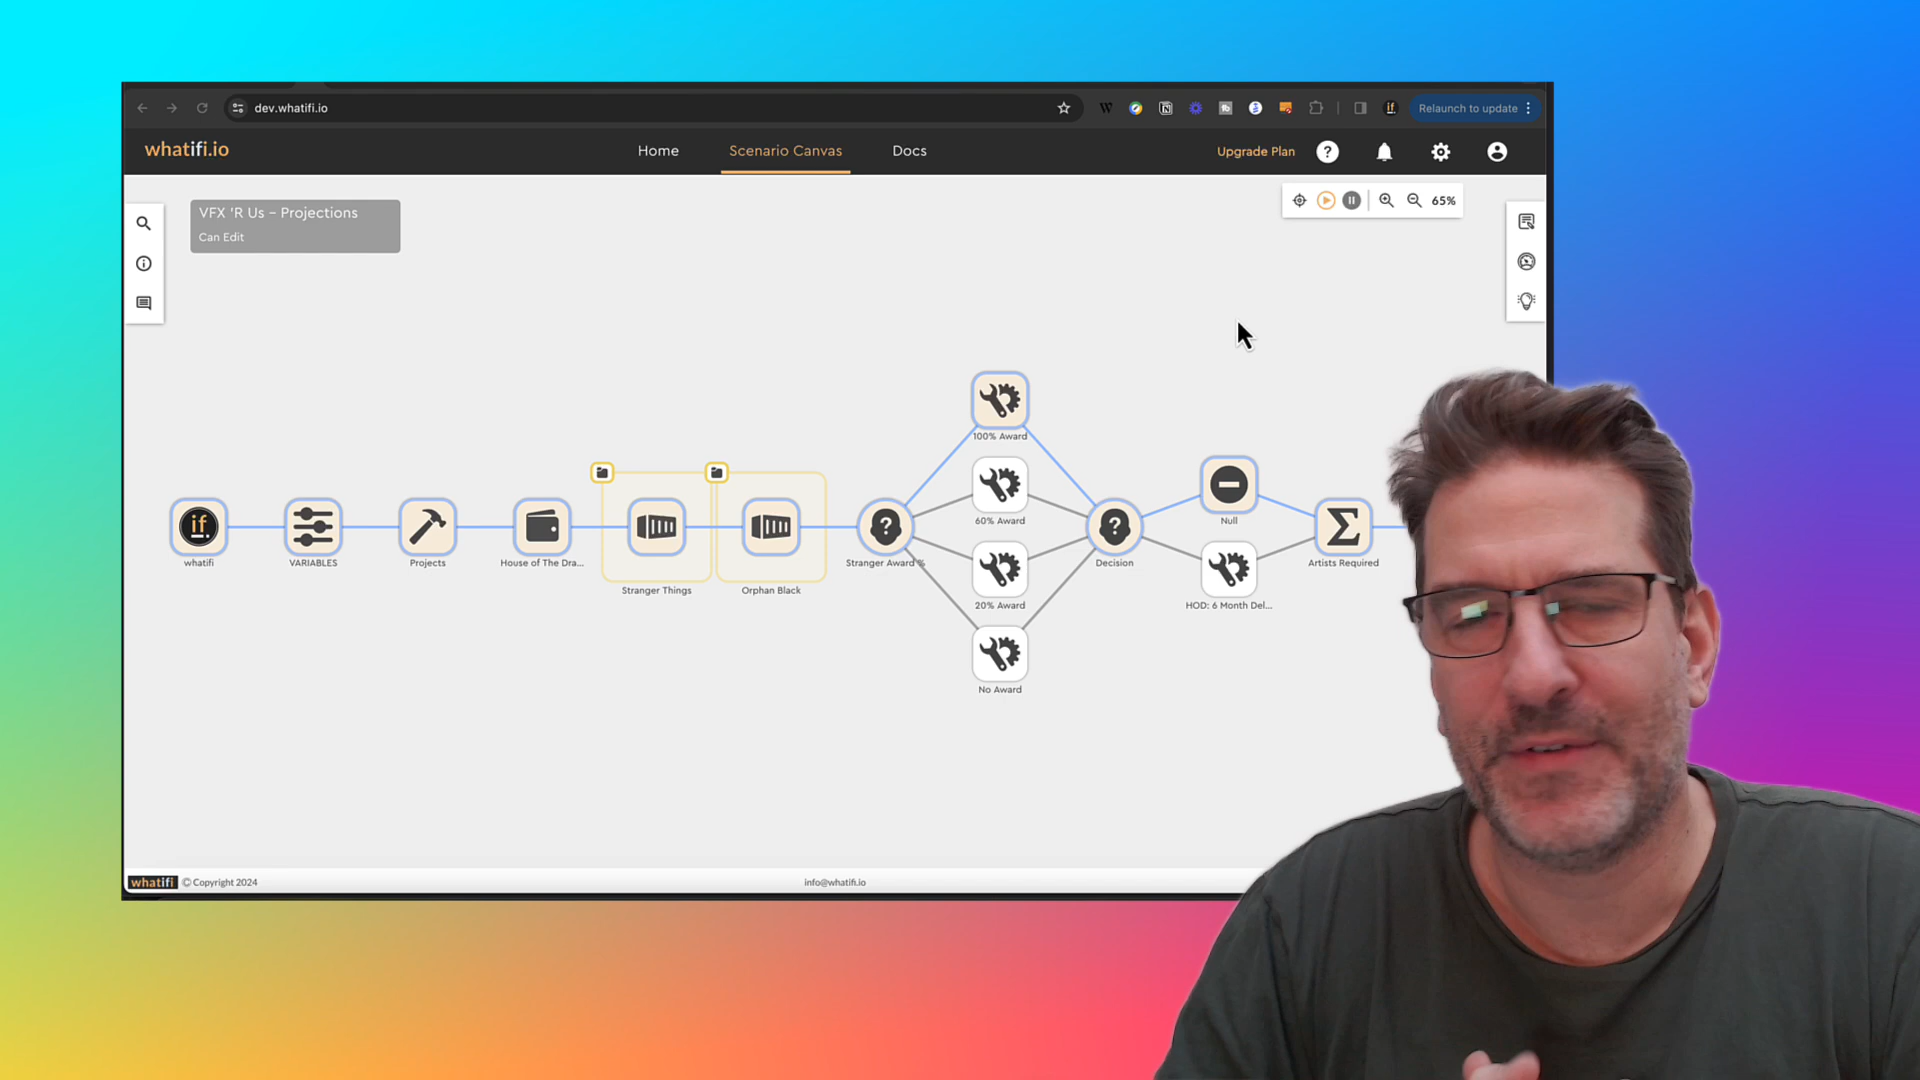 dev.whatifi.io
Relaunch to update
whatifi.io
Home
Scenario Canvas
Docs
Upgrade Plan
?
VFX 'R Us - Projections
Can Edit
65%
100% Award
60% Award
20% Award
No Award
if
whatifi
VARIABLES
Projects
House of The Dra...
Stranger Things
Orphan Black
?
Stranger Award %
?
Decision
Null
HOD: 6 Month Del...
Σ
Artists Required
whatifi © Copyright 2024
info@whatifi.io